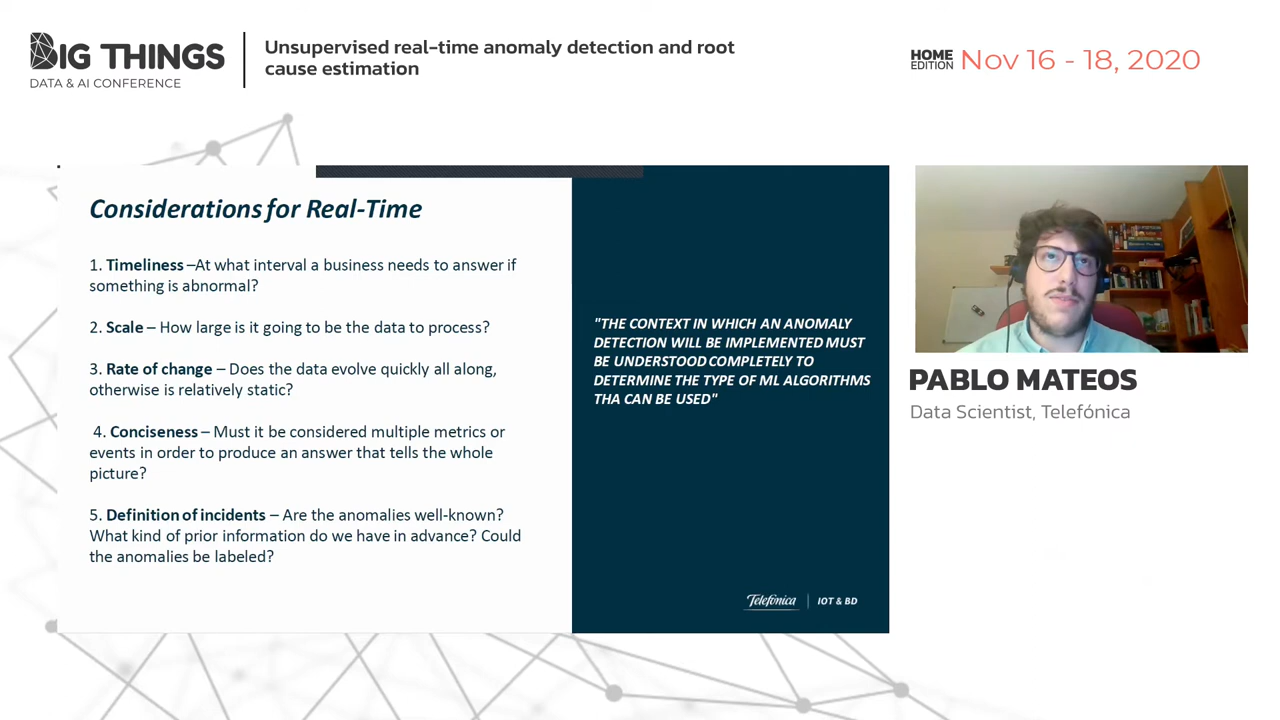 BIG THINGS
DATA & AI CONFERENCE
Unsupervised real-time anomaly detection and root
cause estimation
HOME
EDITION
Nov 16 - 18, 2020
Considerations for Real-Time
1. Timeliness –At what interval a business needs to answer if
something is abnormal?
2. Scale – How large is it going to be the data to process?
3. Rate of change – Does the data evolve quickly all along,
otherwise is relatively static?
4. Conciseness – Must it be considered multiple metrics or
events in order to produce an answer that tells the whole
picture?
5. Definition of incidents – Are the anomalies well-known?
What kind of prior information do we have in advance? Could
the anomalies be labeled?
"THE CONTEXT IN WHICH AN ANOMALY
DETECTION WILL BE IMPLEMENTED MUST
BE UNDERSTOOD COMPLETELY TO
DETERMINE THE TYPE OF ML ALGORITHMS
THA CAN BE USED"
Telefónica | IOT & BD
PABLO MATEOS
Data Scientist, Telefónica